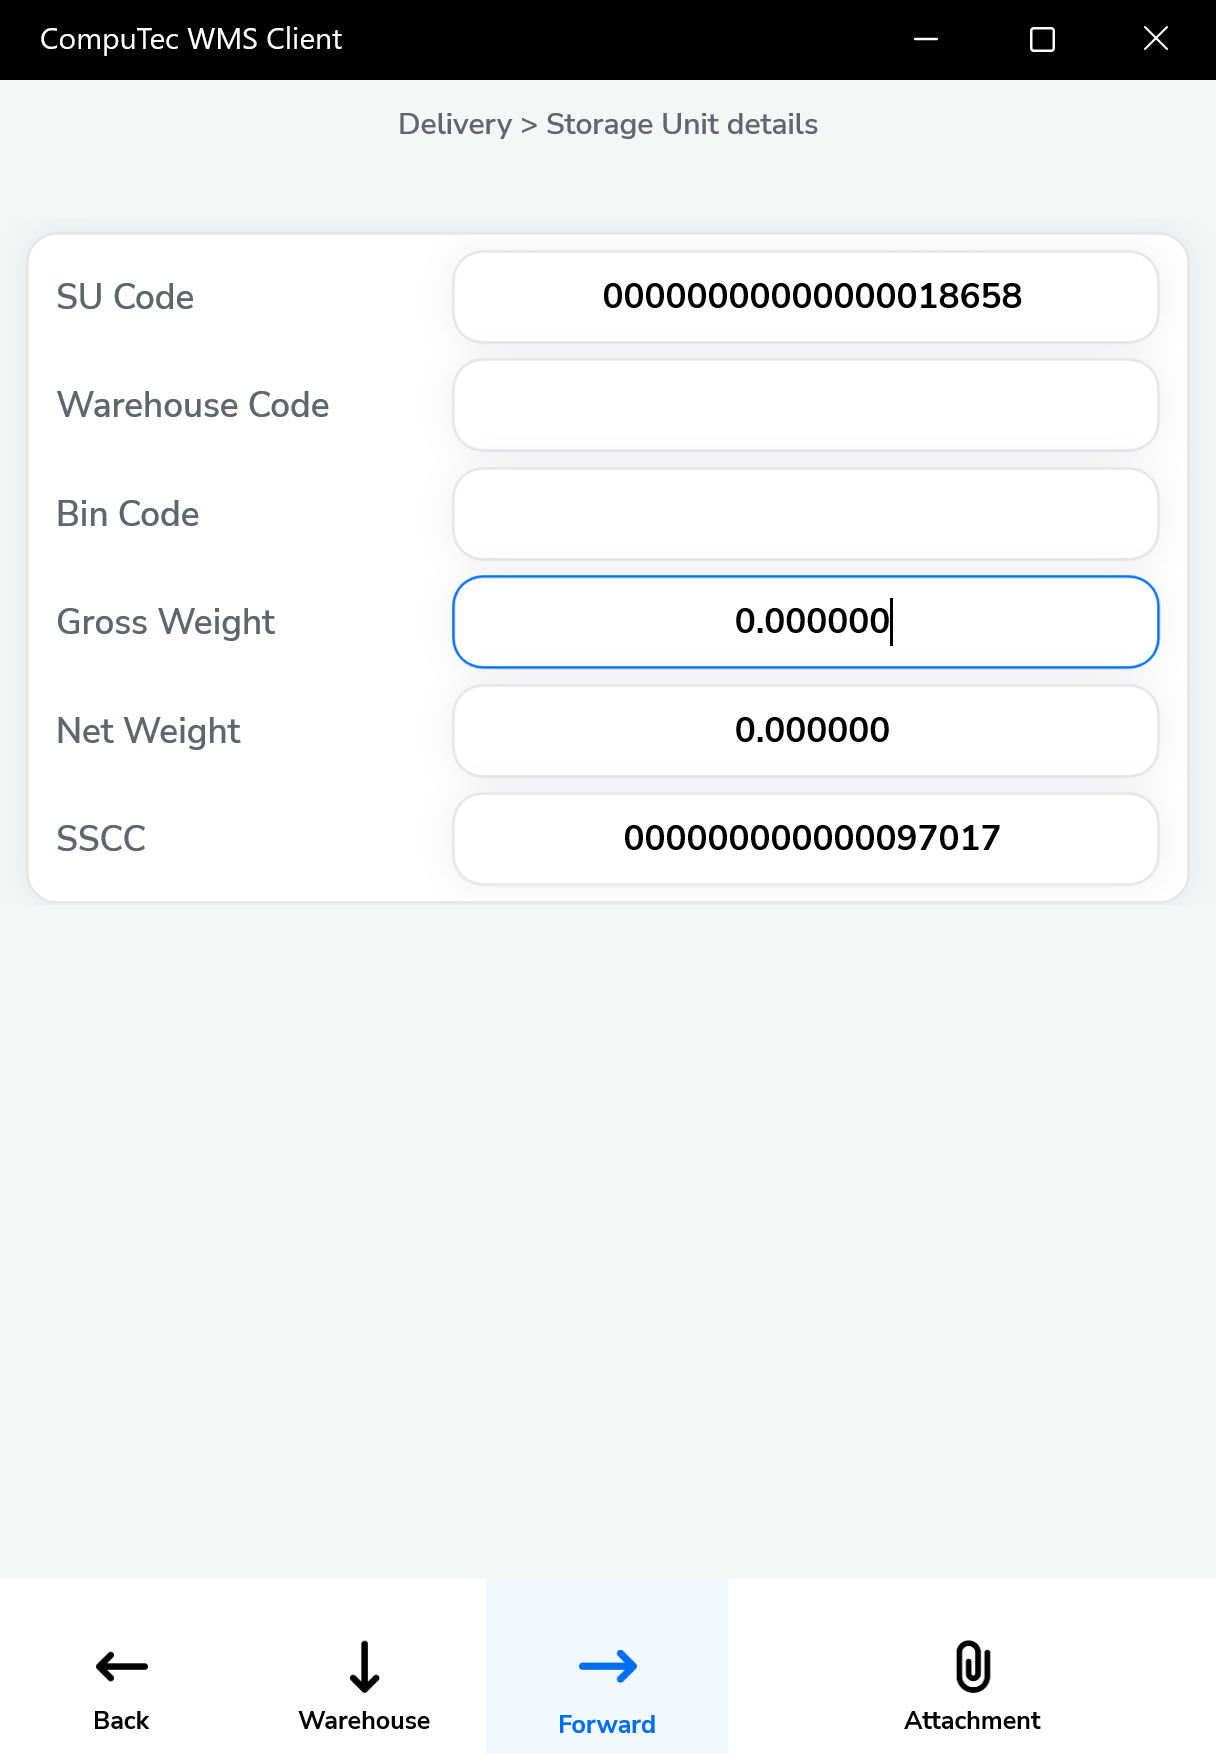 CompuTec WMS Client
Delivery > Storage Unit details
SU Code 00000000000000018658
Warehouse Code
Bin Code
Gross Weight 0.000000
Net Weight 0.000000
SSCC 000000000000097017
Back Warehouse Forward Attachment